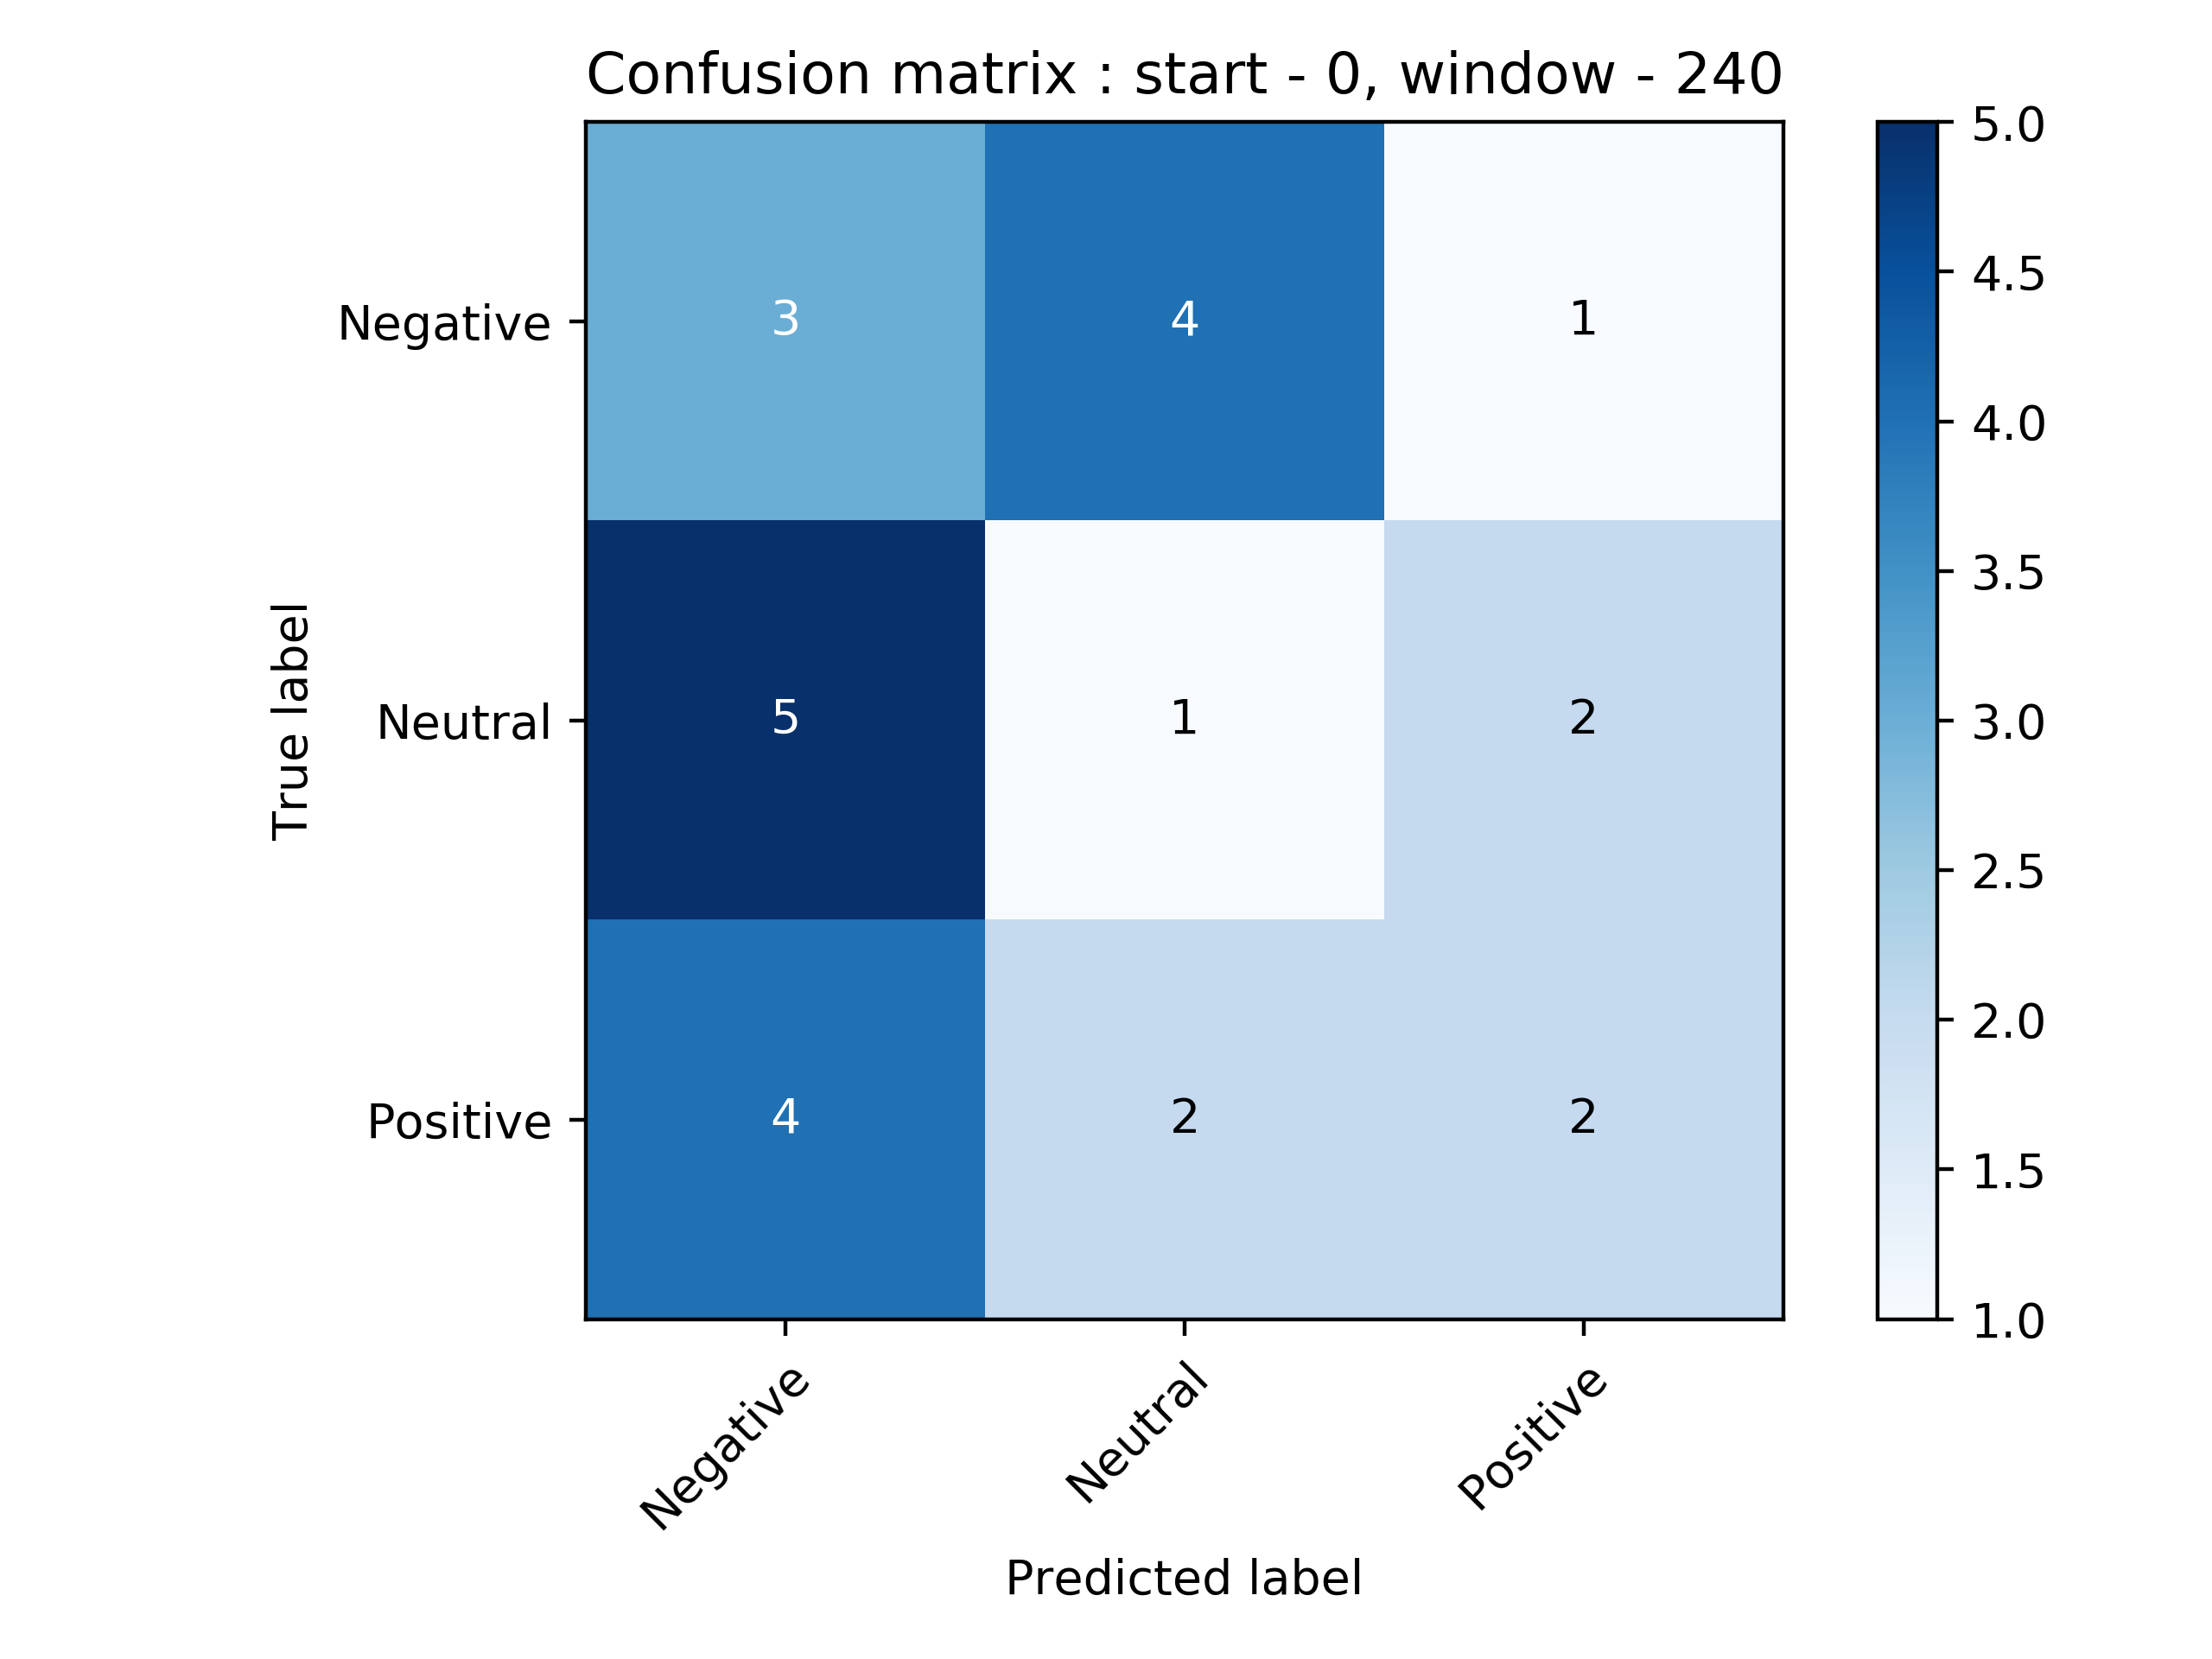 Confusion matrix : start - 0, window - 240
5.0
4.5
4.0
3.5
3.0
2.5
2.0
1.5
1.0
True label
Negative
3 4 1
Neutral
5 1 2
Positive
4 2 2
Negative
Neutral
Positive
Predicted label